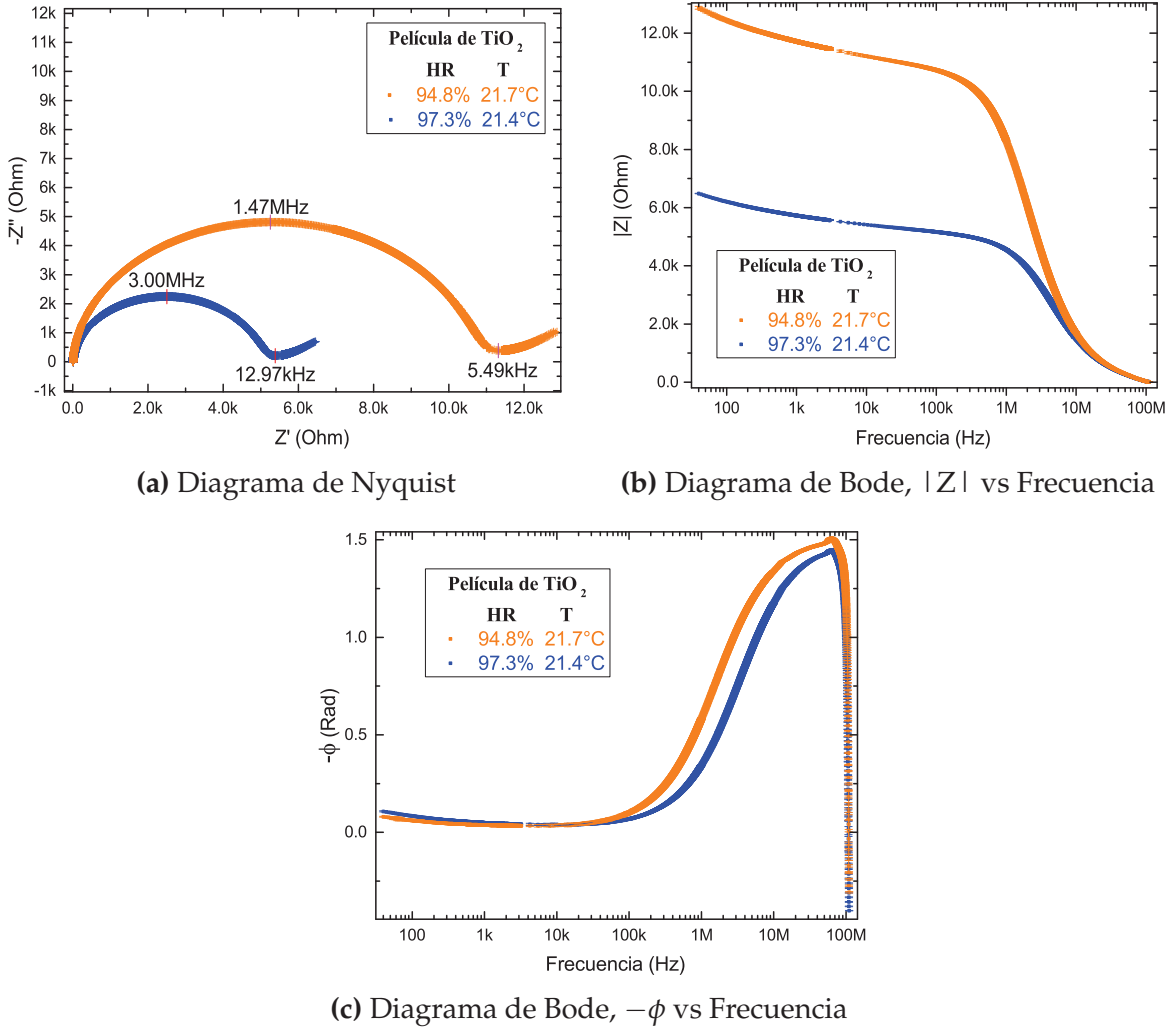 12k
11k
10k
9k
8k
7k
6k
5k
4k
3k
2k
1k
0
-1k
-Z'' (Ohm)
Película de TiO2
HR T
94.8% 21.7°C
97.3% 21.4°C
1.47MHz
3.00MHz
12.97kHz
5.49kHz
0.0 2.0k 4.0k 6.0k 8.0k 10.0k 12.0k
Z' (Ohm)
(a) Diagrama de Nyquist
12.0k
10.0k
8.0k
6.0k
4.0k
2.0k
0.0
|Z| (Ohm)
Película de TiO2
HR T
94.8% 21.7°C
97.3% 21.4°C
100 1k 10k 100k 1M 10M 100M
Frecuencia (Hz)
(b) Diagrama de Bode, |Z| vs Frecuencia
1.5
1.0
0.5
0.0
-ϕ (Rad)
Película de TiO2
HR T
94.8% 21.7°C
97.3% 21.4°C
100 1k 10k 100k 1M 10M 100M
Frecuencia (Hz)
(c) Diagrama de Bode, −ϕ vs Frecuencia